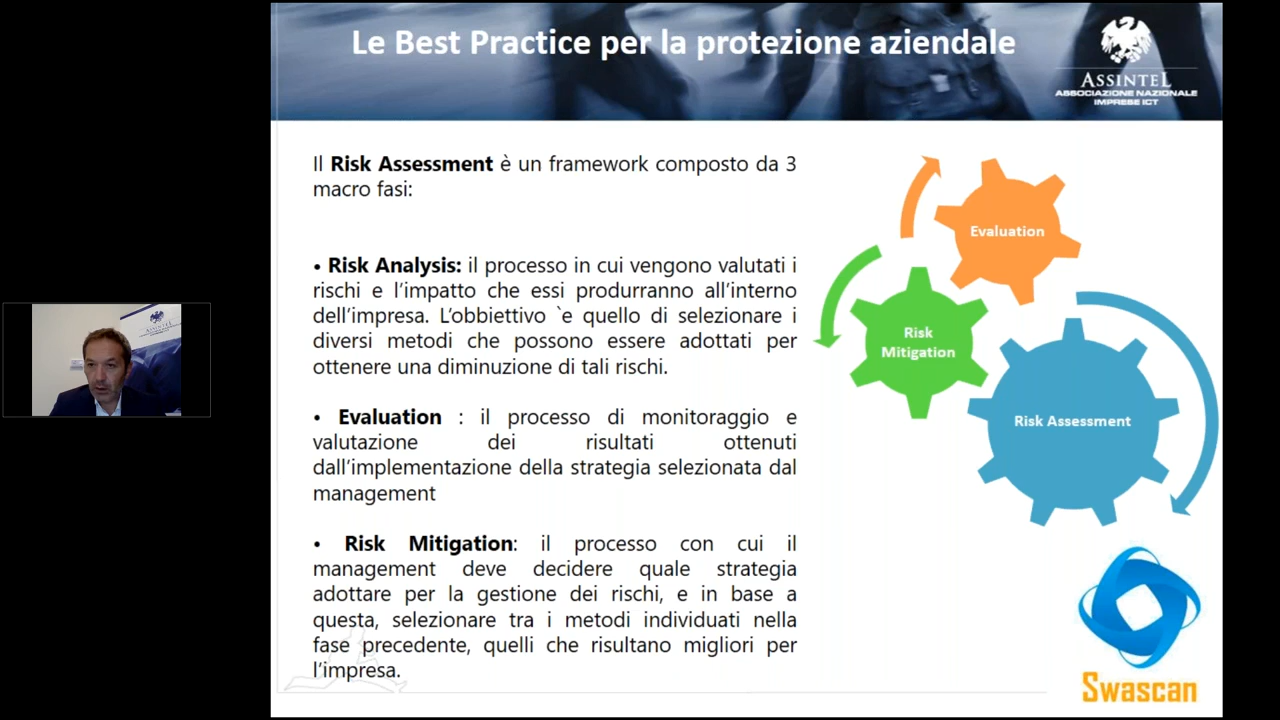 Le Best Practice per la protezione aziendale
ASSINTEL
ASSOCIAZIONE NAZIONALE
IMPRESE ICT
Il Risk Assessment è un framework composto da 3
macro fasi:
• Risk Analysis: il processo in cui vengono valutati i
rischi e l’impatto che essi produrranno all’interno
dell’impresa. L’obbiettivo `e quello di selezionare i
diversi metodi che possono essere adottati per
ottenere una diminuzione di tali rischi.
• Evaluation : il processo di monitoraggio e
valutazione dei risultati ottenuti
dall’implementazione della strategia selezionata dal
management
• Risk Mitigation: il processo con cui il
management deve decidere quale strategia
adottare per la gestione dei rischi, e in base a
questa, selezionare tra i metodi individuati nella
fase precedente, quelli che risultano migliori per
l’impresa.
Evaluation
Risk
Mitigation
Risk Assessment
Swascan